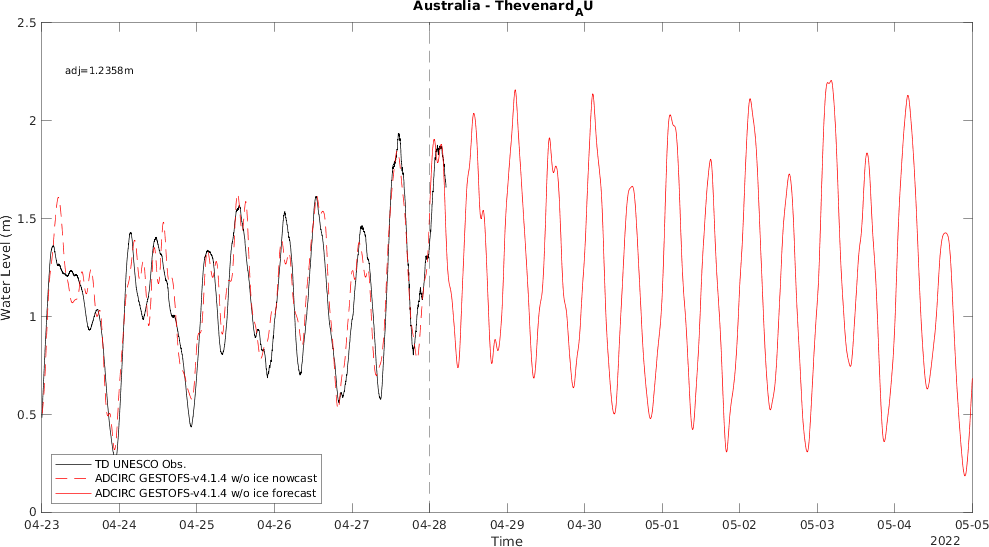 Australia - Thevenard_AU
2.5
adj=1.2358m
2
1.5
Water Level (m)
1
0.5
TD UNESCO Obs.
ADCIRC GESTOFS-v4.1.4 w/o ice nowcast
ADCIRC GESTOFS-v4.1.4 w/o ice forecast
0
04-23 04-24 04-25 04-26 04-27 04-28 04-29 04-30 05-01 05-02 05-03 05-04 05-05
Time 2022